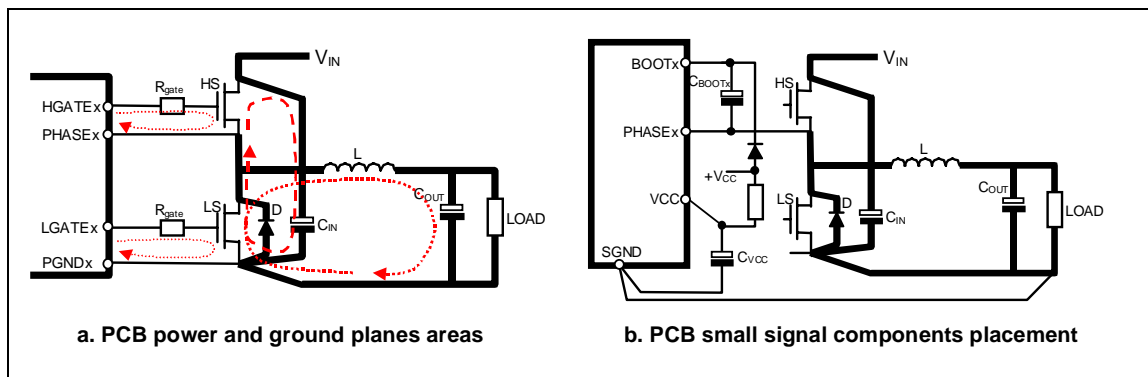 VIN
HS
Rgate
HGATEx
PHASEx
L
COUT
LOAD
Rgate
LS
D
CIN
LGATEx
PGNDx
a. PCB power and ground planes areas
VIN
BOOTx
HS
CBOOTx
PHASEx
L
+VCC
COUT
VCC
LS
D
CIN
LOAD
SGND
CVCC
b. PCB small signal components placement